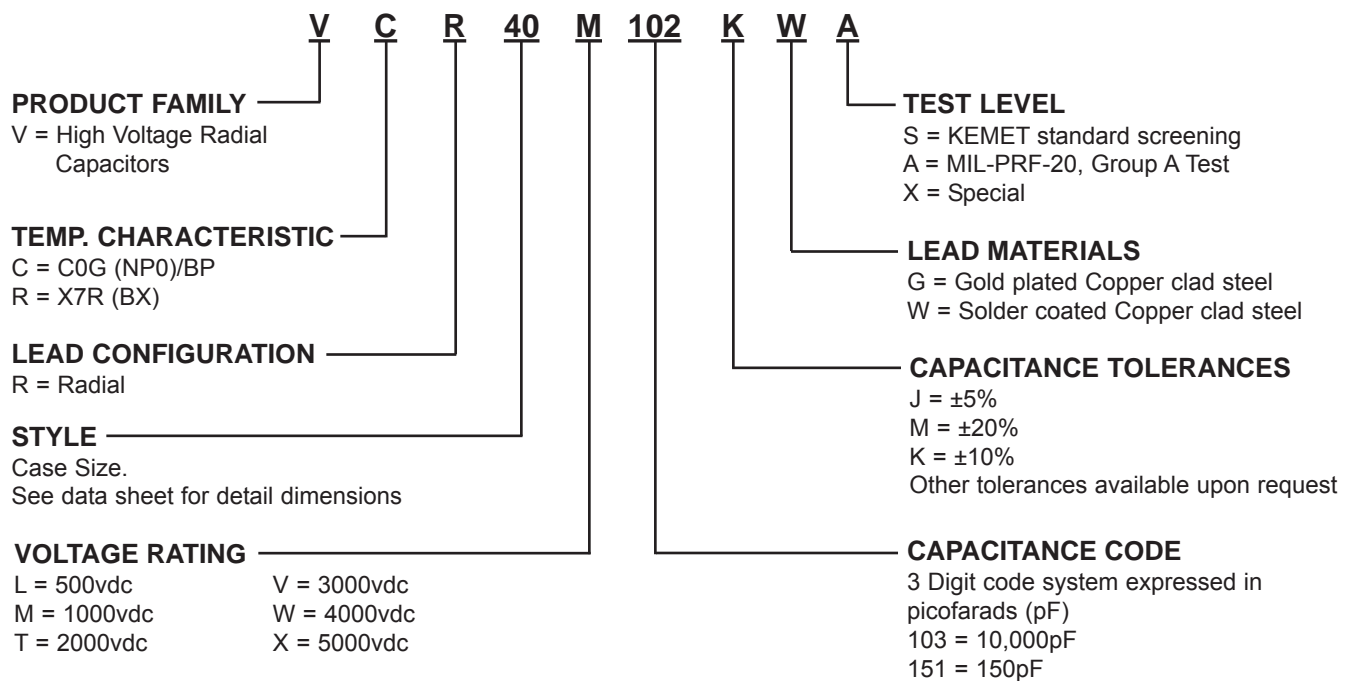 V C R 40 M 102 K W A
PRODUCT FAMILY
V = High Voltage Radial
Capacitors
TEMP. CHARACTERISTIC
C = C0G (NP0)/BP
R = X7R (BX)
LEAD CONFIGURATION
R = Radial
STYLE
Case Size.
See data sheet for detail dimensions
VOLTAGE RATING
L = 500vdc V = 3000vdc
M = 1000vdc W = 4000vdc
T = 2000vdc X = 5000vdc
TEST LEVEL
S = KEMET standard screening
A = MIL-PRF-20, Group A Test
X = Special
LEAD MATERIALS
G = Gold plated Copper clad steel
W = Solder coated Copper clad steel
CAPACITANCE TOLERANCES
J = ±5%
M = ±20%
K = ±10%
Other tolerances available upon request
CAPACITANCE CODE
3 Digit code system expressed in
picofarads (pF)
103 = 10,000pF
151 = 150pF